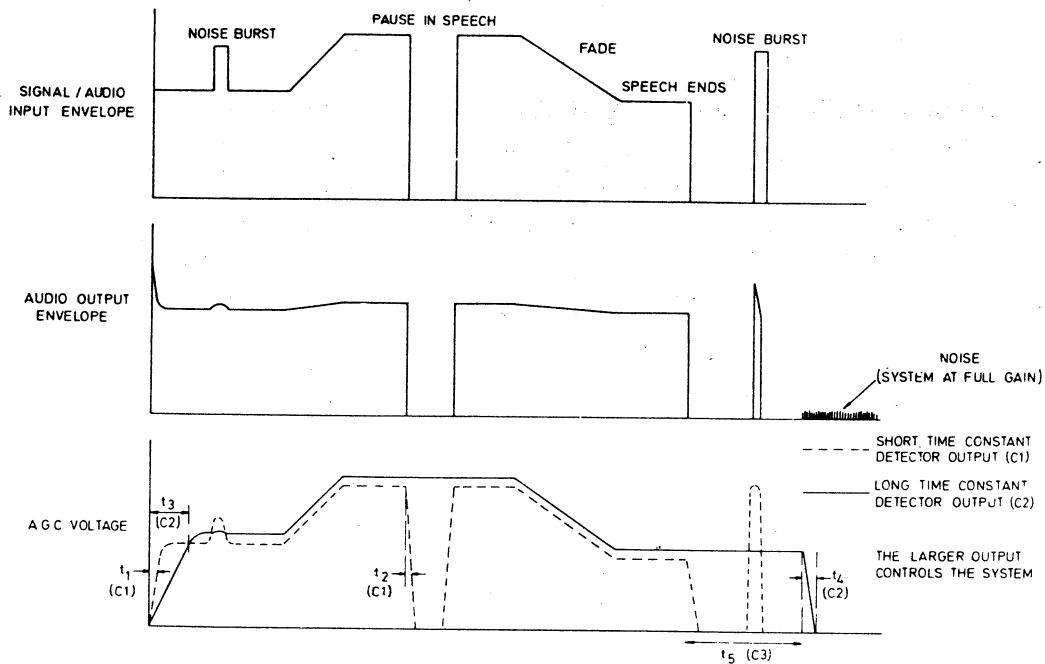 PAUSE IN SPEECH
NOISE BURST
FADE
NOISE BURST
SPEECH ENDS
SIGNAL / AUDIO
INPUT ENVELOPE
AUDIO OUTPUT
ENVELOPE
NOISE
(SYSTEM AT FULL GAIN)
SHORT TIME CONSTANT
DETECTOR OUTPUT (C1)
LONG TIME CONSTANT
DETECTOR OUTPUT (C2)
THE LARGER OUTPUT
CONTROLS THE SYSTEM
AGC VOLTAGE
t3
(C2)
t1
(C1)
t2
(C1)
t4
(C2)
t5 (C3)